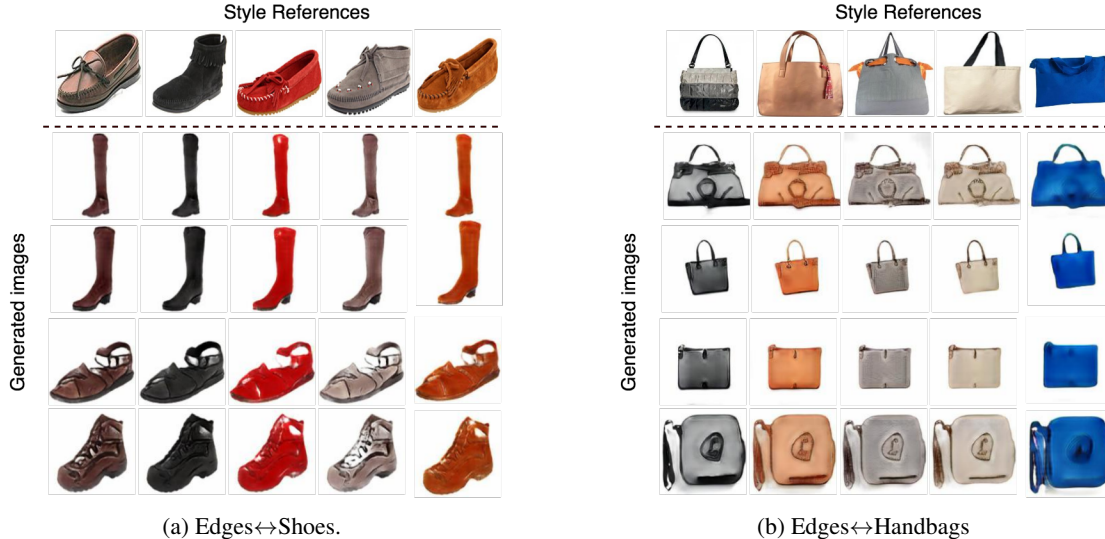 Style References
Generated images
(a) Edges↔Shoes.
Style References
Generated images
(b) Edges↔Handbags